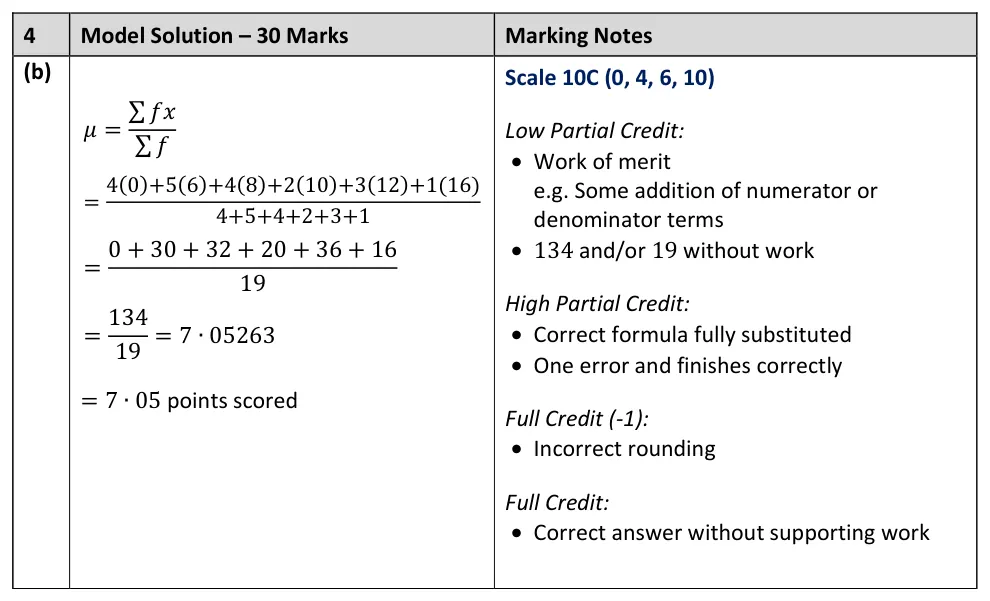 4 Model Solution – 30 Marks Marking Notes
(b)
μ = ∑ fx / ∑ f
= 4(0)+5(6)+4(8)+2(10)+3(12)+1(16) / 4+5+4+2+3+1
= 0 + 30 + 32 + 20 + 36 + 16 / 19
= 134 / 19 = 7 · 05263
= 7 · 05 points scored
Scale 10C (0, 4, 6, 10)
Low Partial Credit:
• Work of merit
e.g. Some addition of numerator or
denominator terms
• 134 and/or 19 without work
High Partial Credit:
• Correct formula fully substituted
• One error and finishes correctly
Full Credit (-1):
• Incorrect rounding
Full Credit:
• Correct answer without supporting work